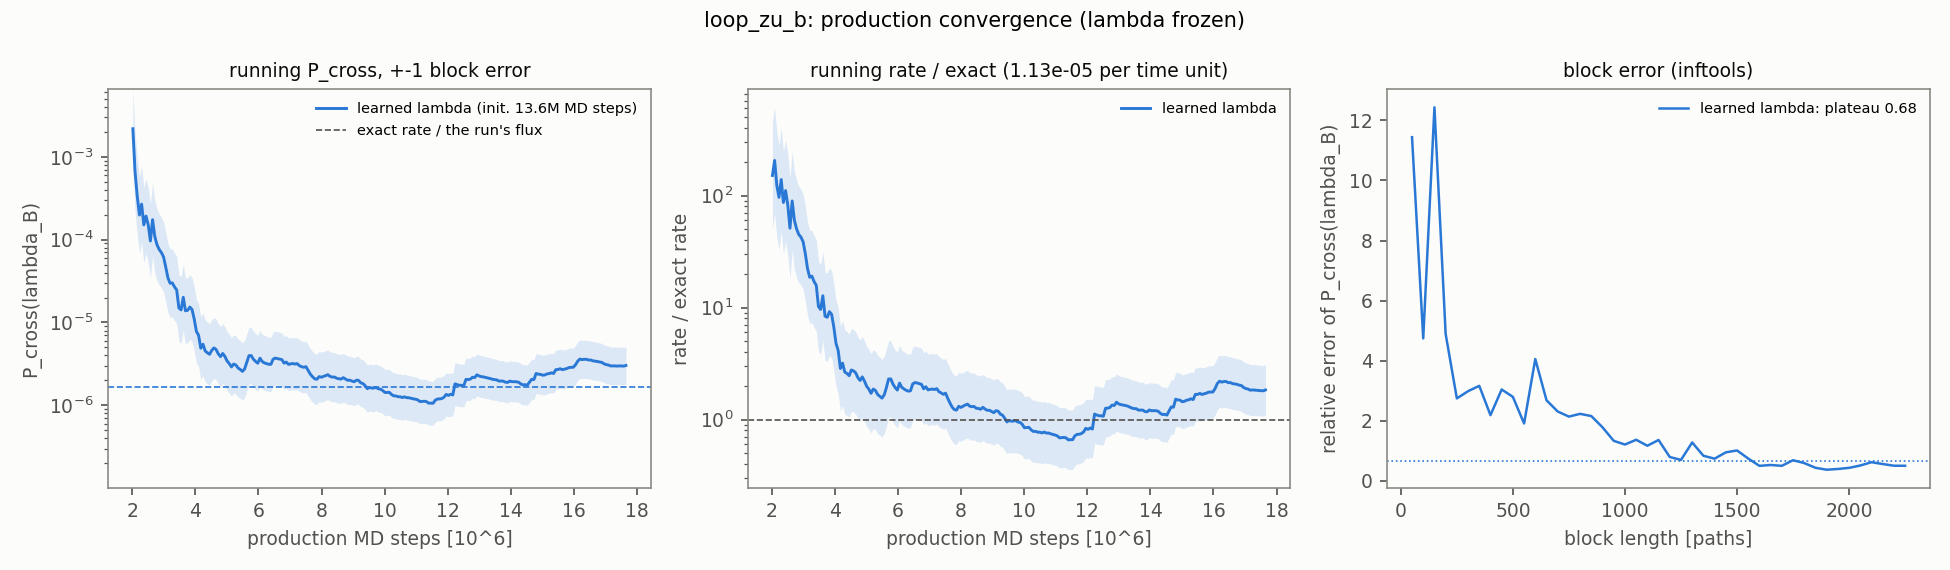 loop_zu_b: production convergence (lambda frozen)
running P_cross, +-1 block error
learned lambda (init. 13.6M MD steps)
exact rate / the run's flux
P_cross(lambda_B)
10^-3
10^-4
10^-5
10^-6
2 4 6 8 10 12 14 16 18
production MD steps [10^6]
running rate / exact (1.13e-05 per time unit)
learned lambda
rate / exact rate
10^2
10^1
10^0
2 4 6 8 10 12 14 16 18
production MD steps [10^6]
block error (inftools)
learned lambda: plateau 0.68
relative error of P_cross(lambda_B)
12
10
8
6
4
2
0
0 500 1000 1500 2000
block length [paths]